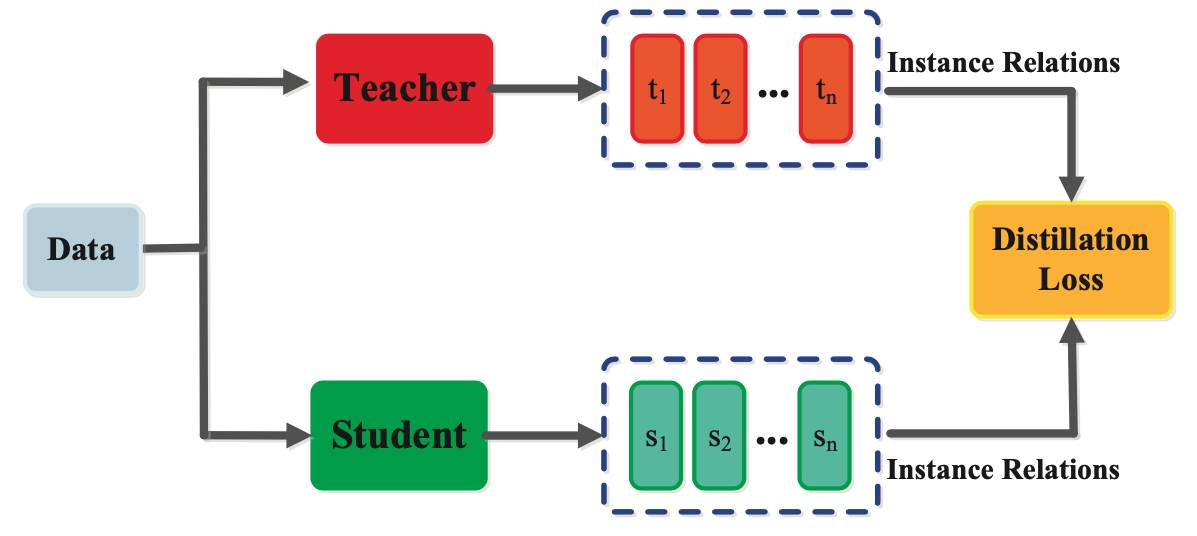 Teacher
t₁ t₂ ... tₙ
Instance Relations
Data
Distillation
Loss
Student
s₁ s₂ ... sₙ
Instance Relations